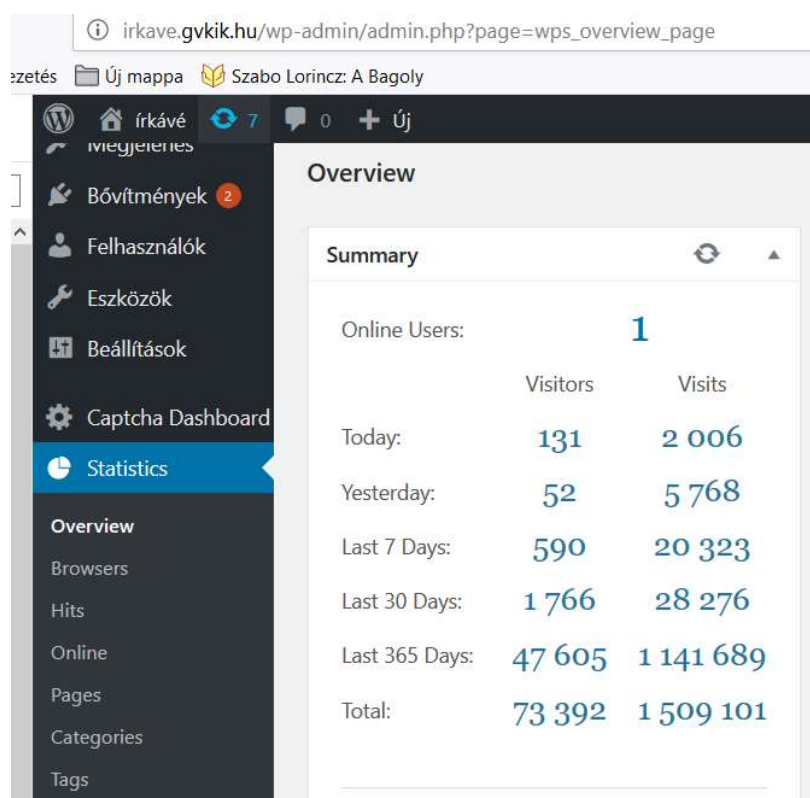 irkave.gvkik.hu/wp-admin/admin.php?page=wps_overview_page
ezetés Új mappa Szabo Lorincz: A Bagoly
írkávé 7 0 + Új
Megjelenés
Bővítmények 2
Felhasználók
Eszközök
Beállítások
Captcha Dashboard
Statistics
Overview
Browsers
Hits
Online
Pages
Categories
Tags
Overview
Summary
Online Users: 1
Visitors Visits
Today: 131 2 006
Yesterday: 52 5 768
Last 7 Days: 590 20 323
Last 30 Days: 1 766 28 276
Last 365 Days: 47 605 1 141 689
Total: 73 392 1 509 101